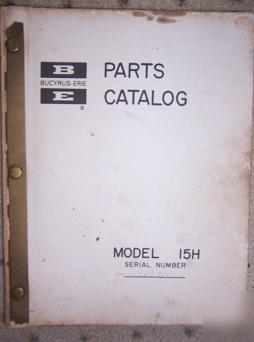 B
BUCYRUS-ERIE
E
®
PARTS
CATALOG
MODEL 15H
SERIAL NUMBER